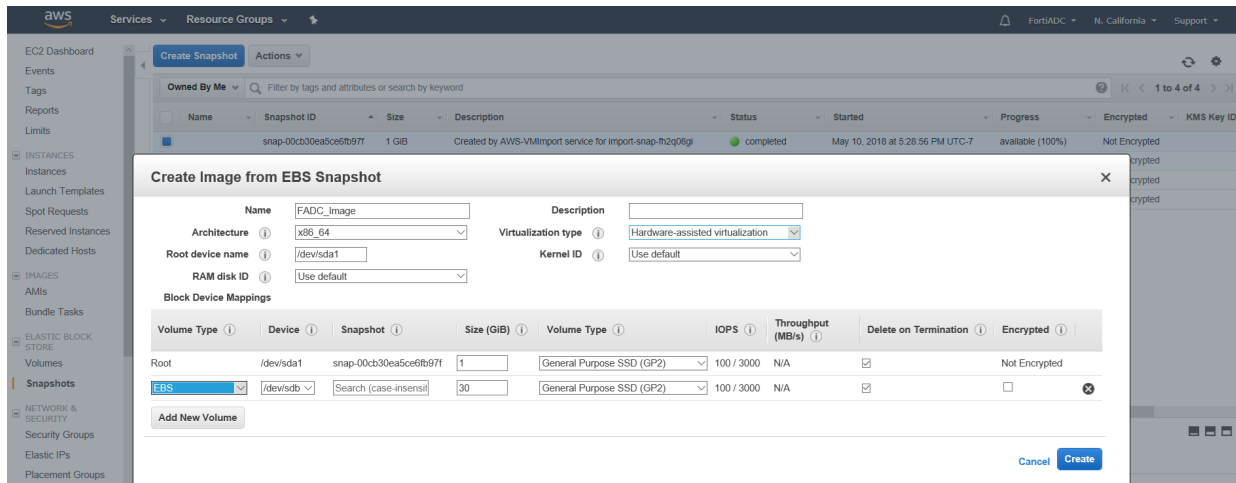 aws Services Resource Groups FortiADC N. California Support
EC2 Dashboard
Events
Tags
Reports
Limits
INSTANCES
Instances
Launch Templates
Spot Requests
Reserved Instances
Dedicated Hosts
IMAGES
AMIs
Bundle Tasks
ELASTIC BLOCK
STORE
Volumes
Snapshots
NETWORK &
SECURITY
Security Groups
Elastic IPs
Placement Groups
Create Snapshot Actions
Owned By Me Filter by tags and attributes or search by keyword 1 to 4 of 4
Name Snapshot ID Size Description Status Started Progress Encrypted KMS Key ID
snap-00cb30ea5ce6fb97f 1 GiB Created by AWS-VMImport service for import-snap-fh2q08gi completed May 10, 2018 at 5:28:56 PM UTC-7 available (100%) Not Encrypted
crypted
crypted
crypted
Create Image from EBS Snapshot
Name FADC_Image Description
Architecture x86_64 Virtualization type Hardware-assisted virtualization
Root device name /dev/sda1 Kernel ID Use default
RAM disk ID Use default
Block Device Mappings
Volume Type Device Snapshot Size (GiB) Volume Type IOPS Throughput (MB/s) Delete on Termination Encrypted
Root /dev/sda1 snap-00cb30ea5ce6fb97f 1 General Purpose SSD (GP2) 100 / 3000 N/A Not Encrypted
EBS /dev/sdb Search (case-insensit 30 General Purpose SSD (GP2) 100 / 3000 N/A
Add New Volume
Cancel Create